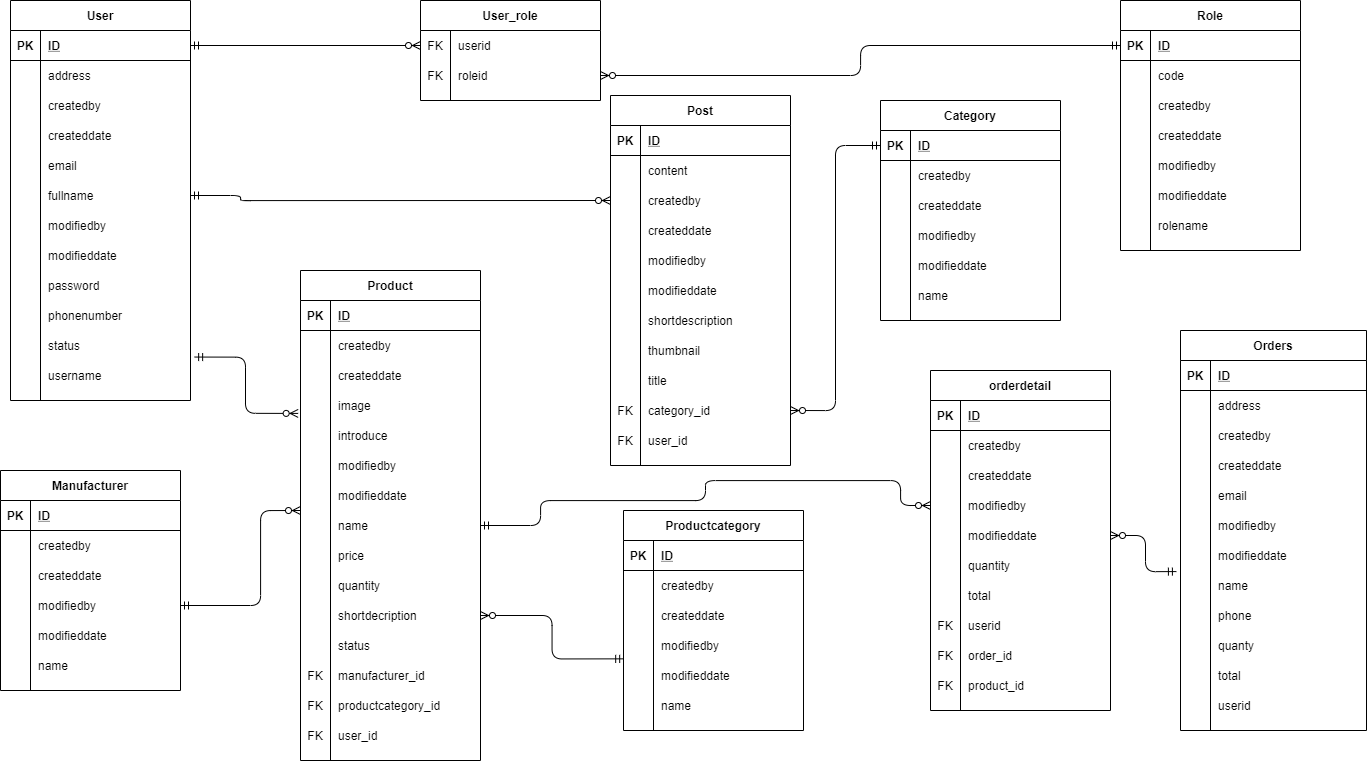 User
PK ID
address
createdby
createddate
email
fullname
modifiedby
modifieddate
password
phonenumber
status
username
User_role
FK userid
FK roleid
Role
PK ID
code
createdby
createddate
modifiedby
modifieddate
rolename
Post
PK ID
content
createdby
createddate
modifiedby
modifieddate
shortdescription
thumbnail
title
FK category_id
FK user_id
Category
PK ID
createdby
createddate
modifiedby
modifieddate
name
Product
PK ID
createdby
createddate
image
introduce
modifiedby
modifieddate
name
price
quantity
shortdecription
status
FK manufacturer_id
FK productcategory_id
FK user_id
Manufacturer
PK ID
createdby
createddate
modifiedby
modifieddate
name
Productcategory
PK ID
createdby
createddate
modifiedby
modifieddate
name
orderdetail
PK ID
createdby
createddate
modifiedby
modifieddate
quantity
total
FK userid
FK order_id
FK product_id
Orders
PK ID
address
createdby
createddate
email
modifiedby
modifieddate
name
phone
quanty
total
userid